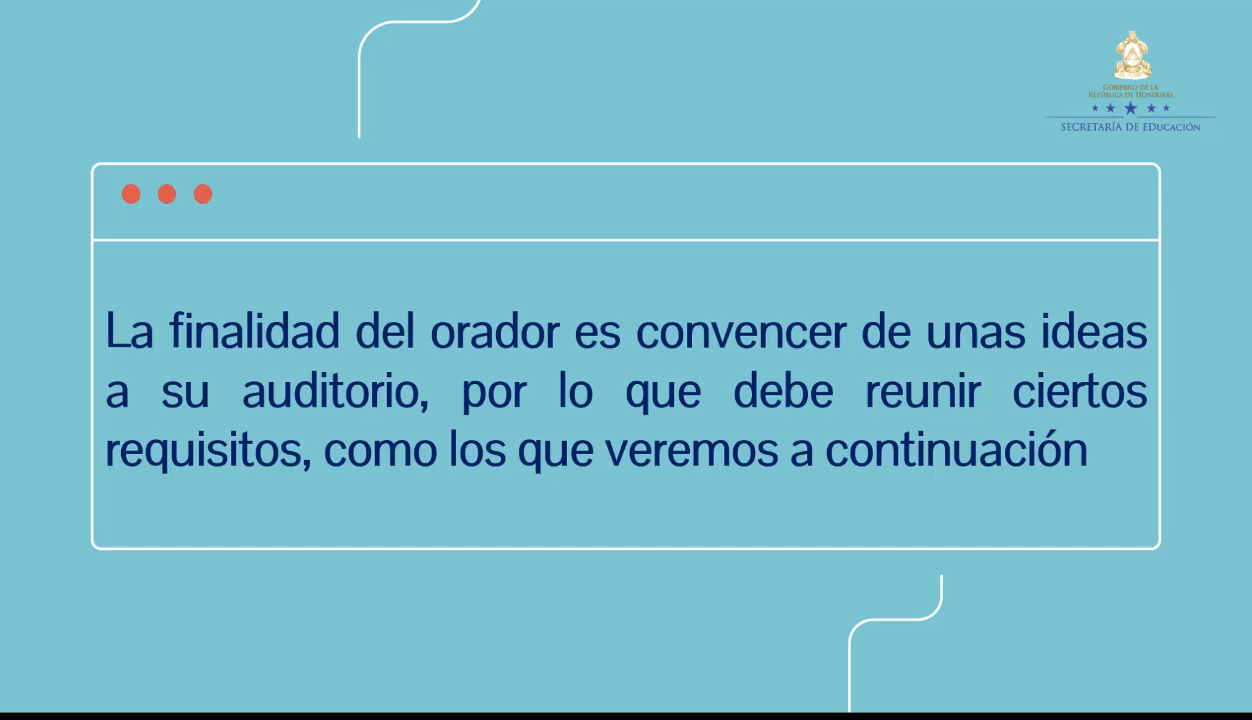 GOBIERNO DE LA
REPÚBLICA DE HONDURAS
SECRETARÍA DE EDUCACIÓN
La finalidad del orador es convencer de unas ideas
a su auditorio, por lo que debe reunir ciertos
requisitos, como los que veremos a continuación